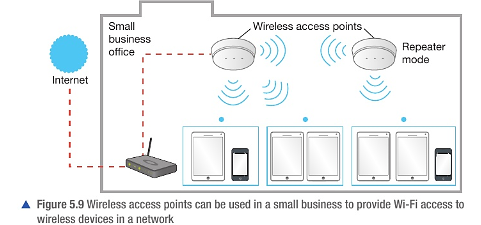 Small
business
office
Wireless access points
Repeater
mode
Internet
▲ Figure 5.9 Wireless access points can be used in a small business to provide Wi-Fi access to
wireless devices in a network